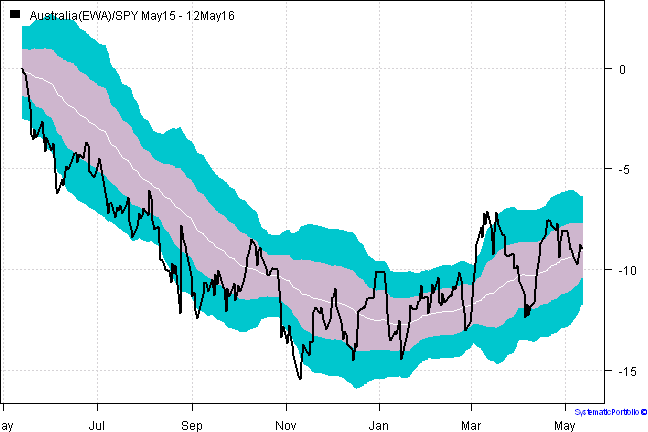 Australia(EWA)/SPY May15 - 12May16
0
-5
-10
-15
ay Jul Sep Nov Jan Mar May
SystematicPortfolio ©